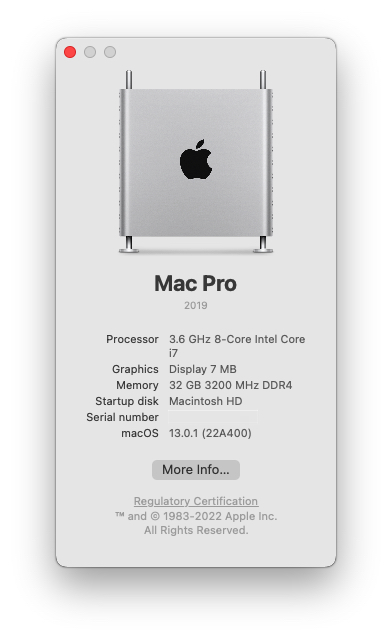 Mac Pro
2019
Processor 3.6 GHz 8-Core Intel Core
i7
Graphics Display 7 MB
Memory 32 GB 3200 MHz DDR4
Startup disk Macintosh HD
Serial number
macOS 13.0.1 (22A400)
More Info...
Regulatory Certification
™ and © 1983-2022 Apple Inc.
All Rights Reserved.